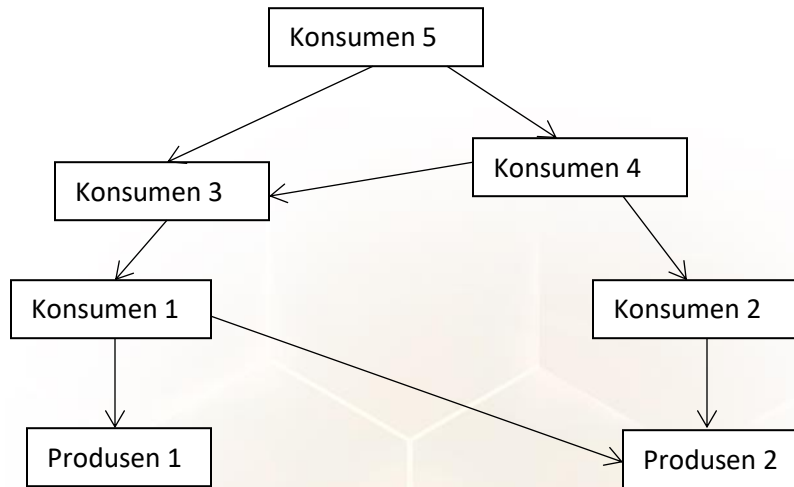 Konsumen 5
Konsumen 4
Konsumen 3
Konsumen 1
Konsumen 2
Produsen 1
Produsen 2